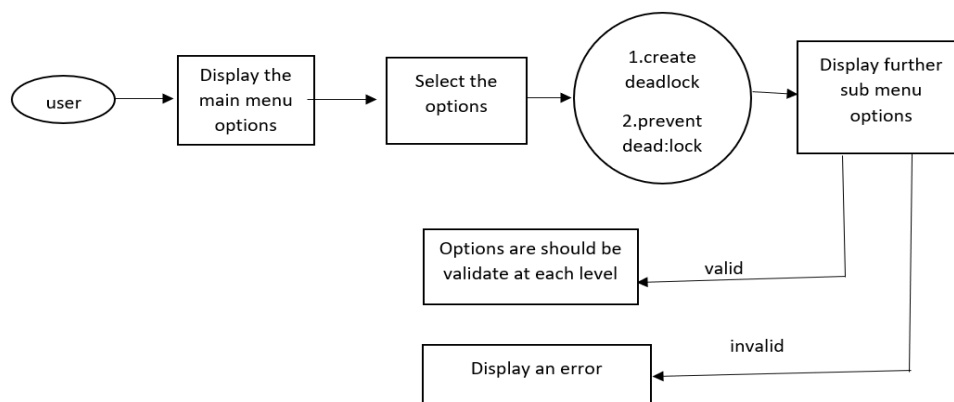 user
Display the
main menu
options
Select the
options
1.create
deadlock
2.prevent
dead:lock
Display further
sub menu
options
Options are should be
validate at each level
valid
invalid
Display an error